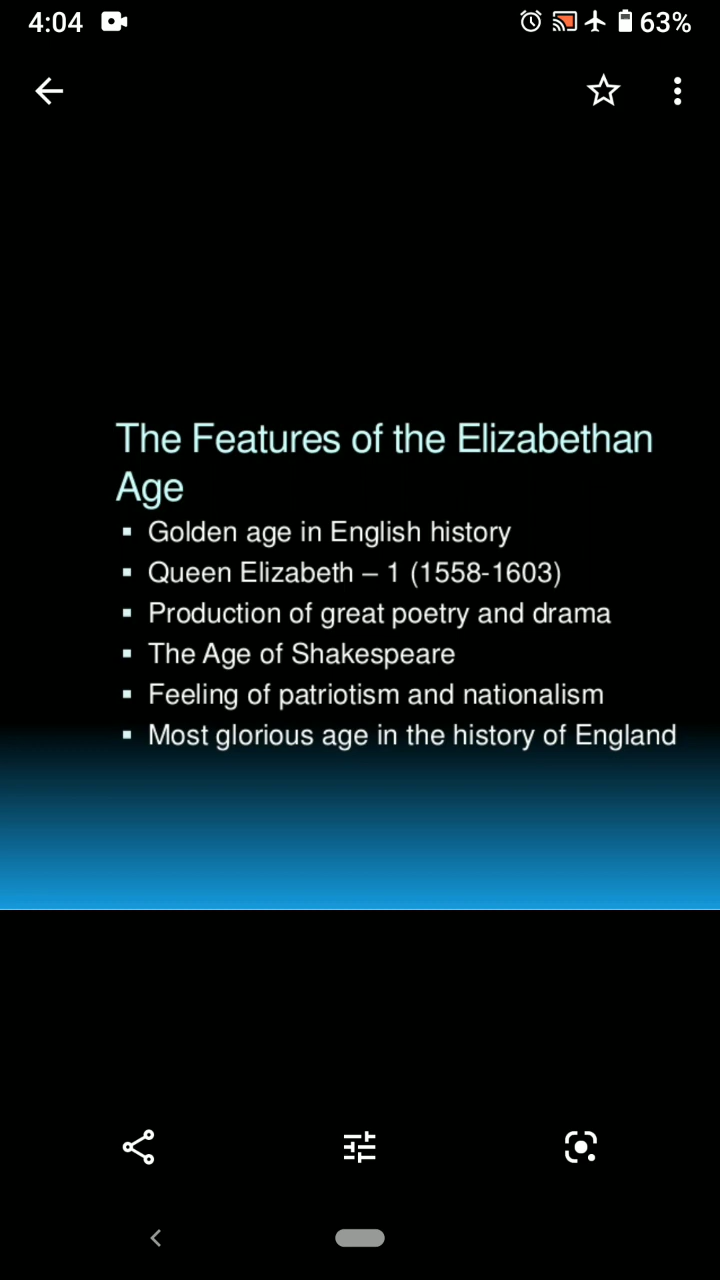 4:04
63%
The Features of the Elizabethan
Age
▪ Golden age in English history
▪ Queen Elizabeth – 1 (1558-1603)
▪ Production of great poetry and drama
▪ The Age of Shakespeare
▪ Feeling of patriotism and nationalism
▪ Most glorious age in the history of England